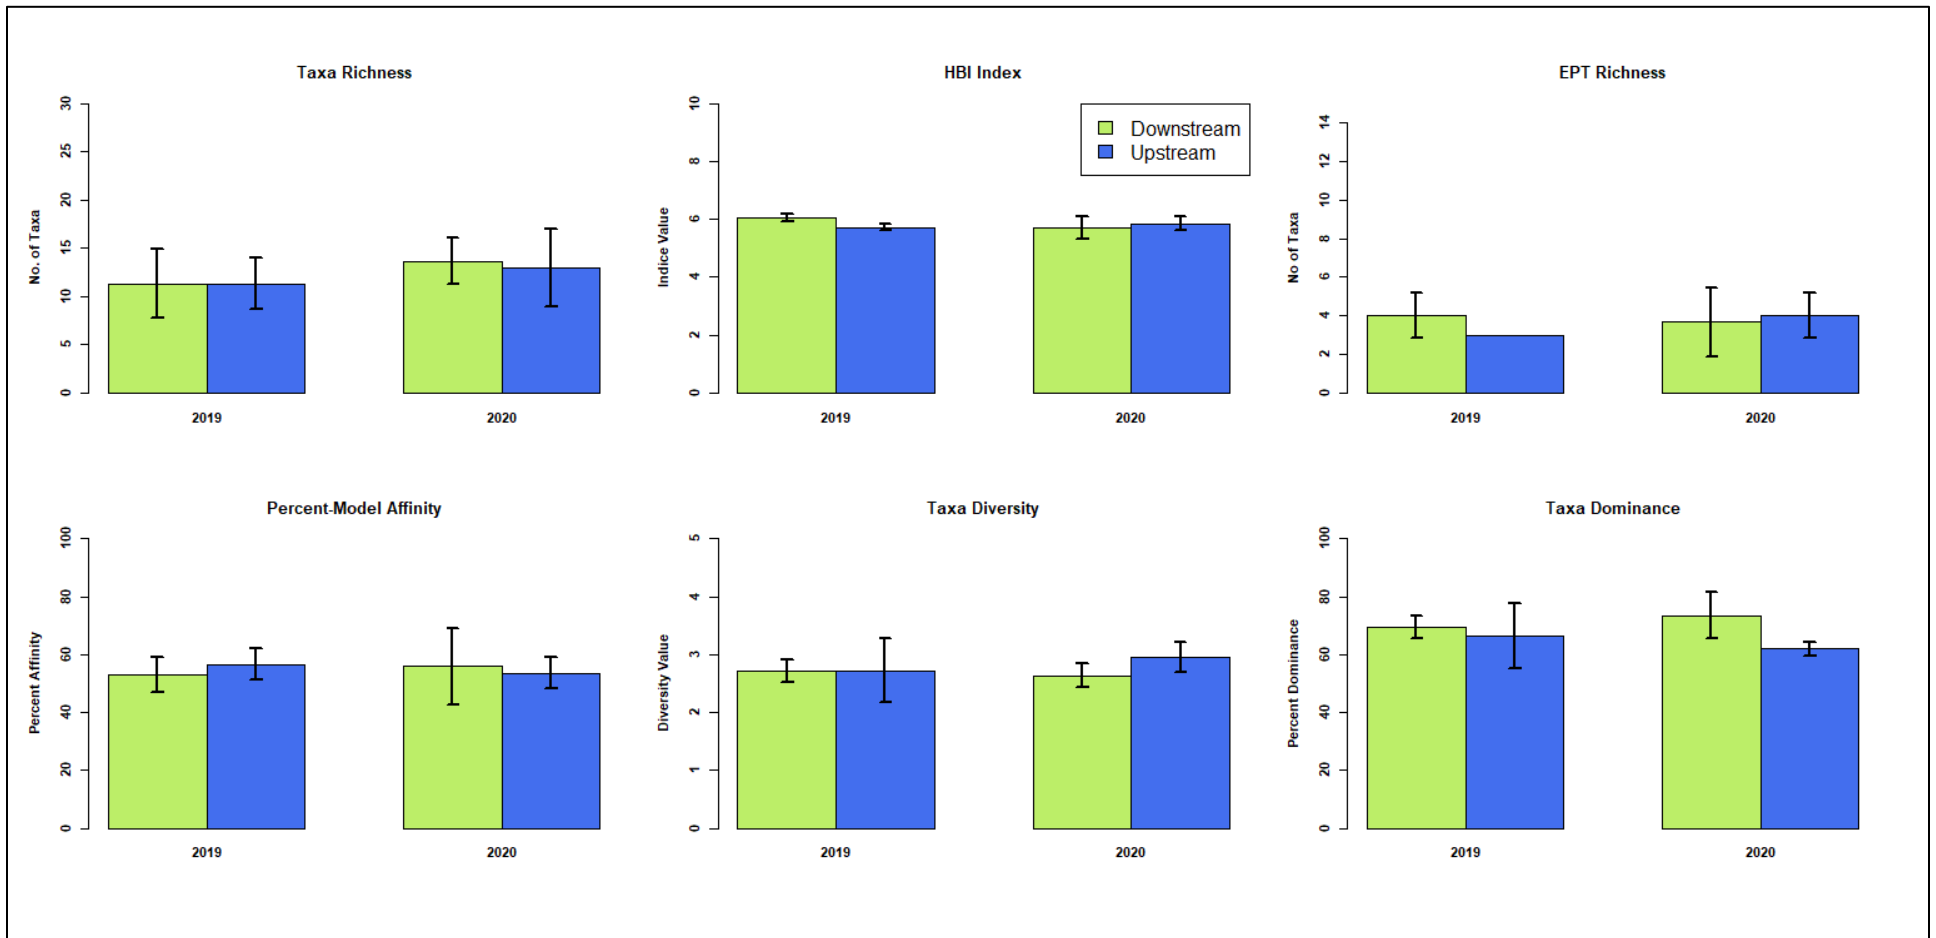 Taxa Richness
No. of Taxa
0 5 10 15 20 25 30
2019 2020
HBI Index
Indice Value
0 2 4 6 8 10
Downstream
Upstream
2019 2020
EPT Richness
No of Taxa
0 2 4 6 8 10 12 14
2019 2020
Percent-Model Affinity
Percent Affinity
0 20 40 60 80 100
2019 2020
Taxa Diversity
Diversity Value
0 1 2 3 4 5
2019 2020
Taxa Dominance
Percent Dominance
0 20 40 60 80 100
2019 2020